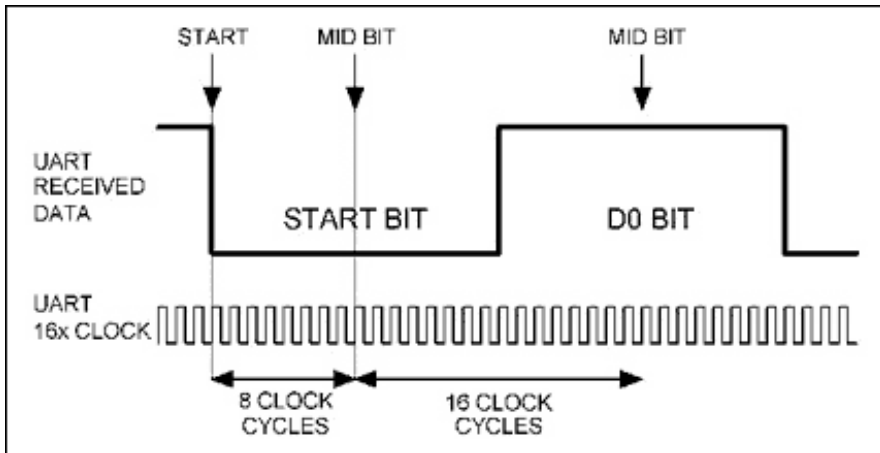 START
MID BIT
MID BIT
UART
RECEIVED
DATA
START BIT
D0 BIT
UART
16x CLOCK
8 CLOCK
CYCLES
16 CLOCK
CYCLES